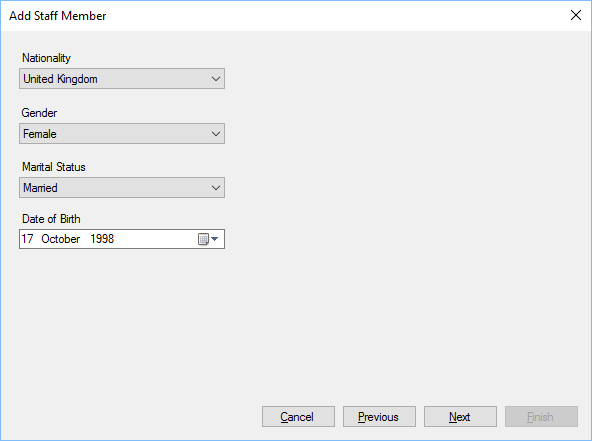 Add Staff Member
Nationality
United Kingdom
Gender
Female
Marital Status
Married
Date of Birth
17 October 1998
Cancel Previous Next Finish